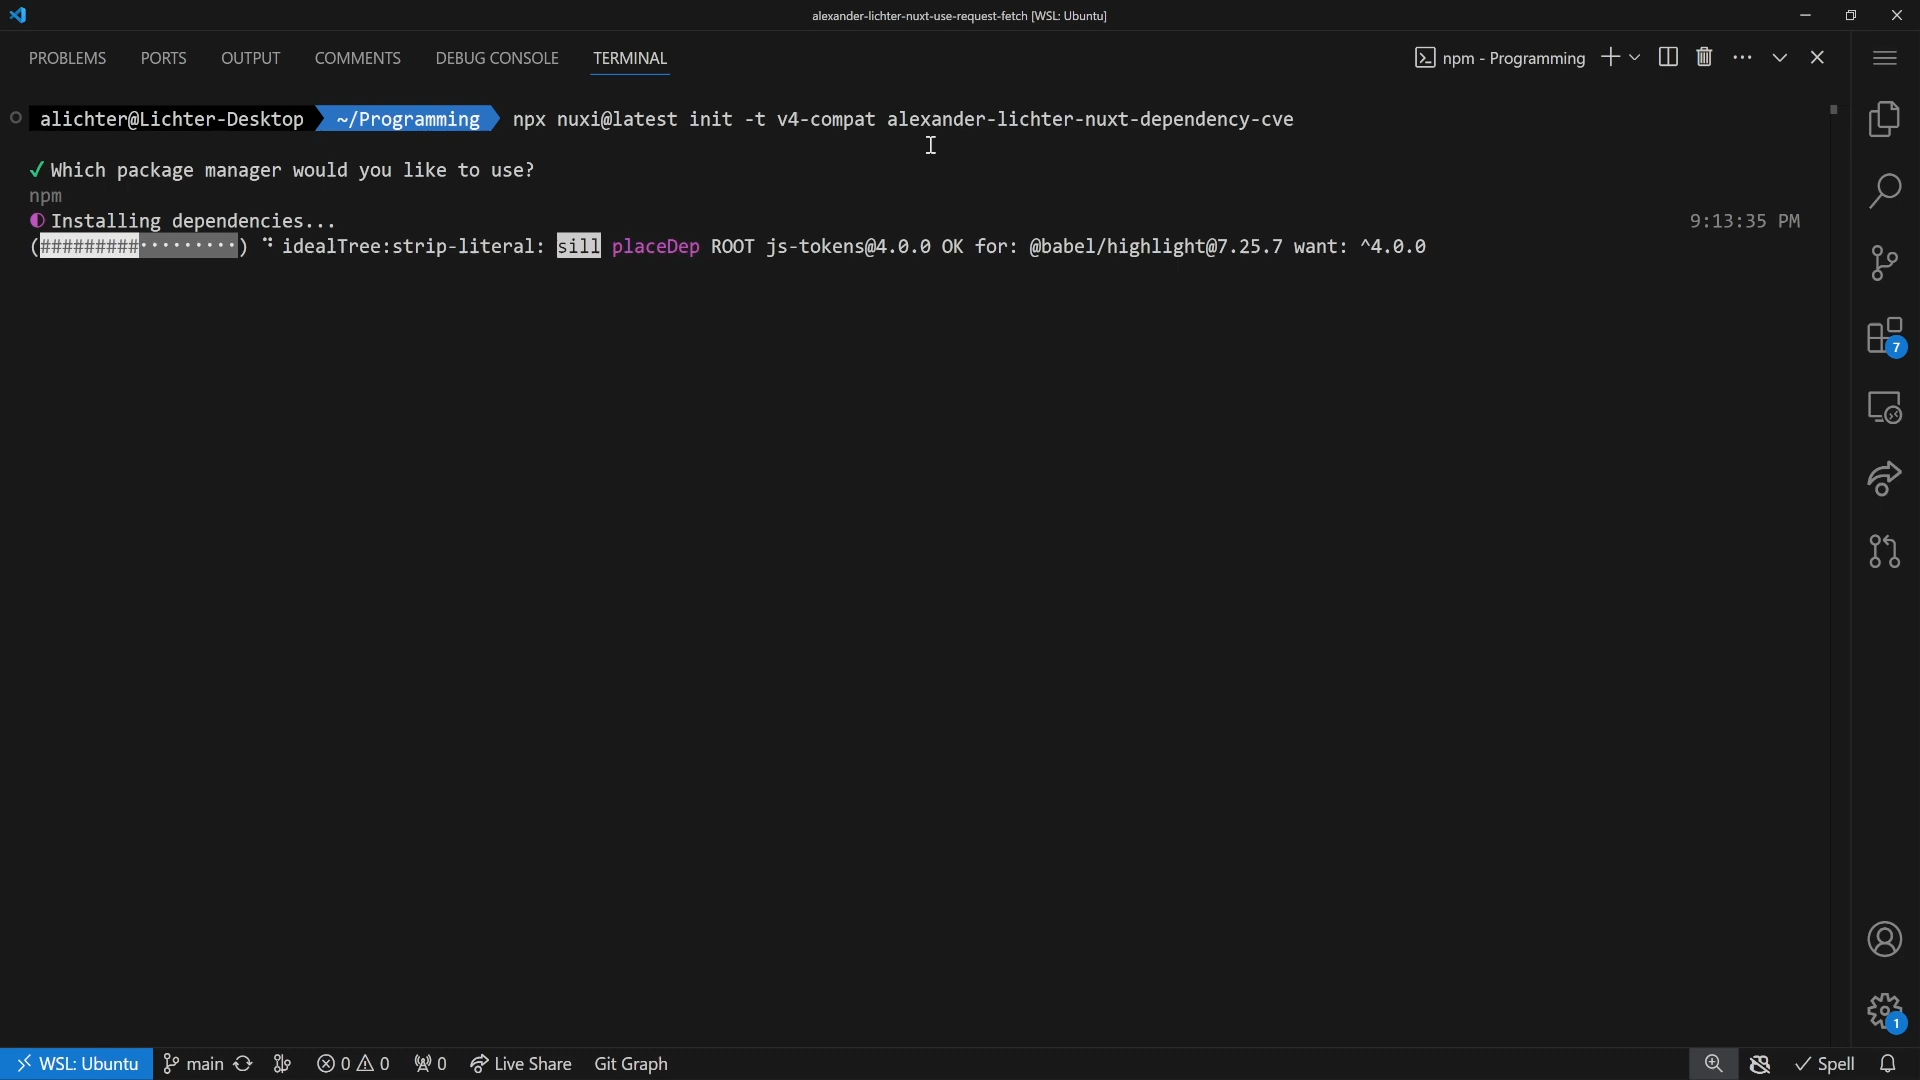 alexander-lichter-nuxt-use-request-fetch [WSL: Ubuntu]
PROBLEMS PORTS OUTPUT COMMENTS DEBUG CONSOLE TERMINAL npm - Programming
alichter@Lichter-Desktop ~/Programming npx nuxi@latest init -t v4-compat alexander-lichter-nuxt-dependency-cve
✓ Which package manager would you like to use?
npm
Installing dependencies... 9:13:35 PM
(#########⋅⋅⋅⋅⋅⋅⋅⋅⋅) ⠙ idealTree:strip-literal: sill placeDep ROOT js-tokens@4.0.0 OK for: @babel/highlight@7.25.7 want: ^4.0.0
7
1
WSL: Ubuntu main 0 0 0 Live Share Git Graph Spell